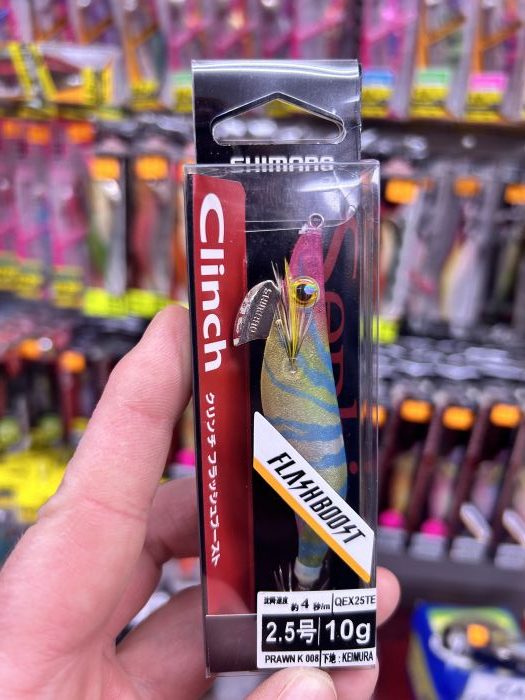 SHIMANO
Clinch
クリンチ フラッシュブースト
Sephia
FLASHBOOST
沈降速度 約4秒/m
QEX25TE
2.5号
10g
PRAWN K 008
下地 : KEIMURA